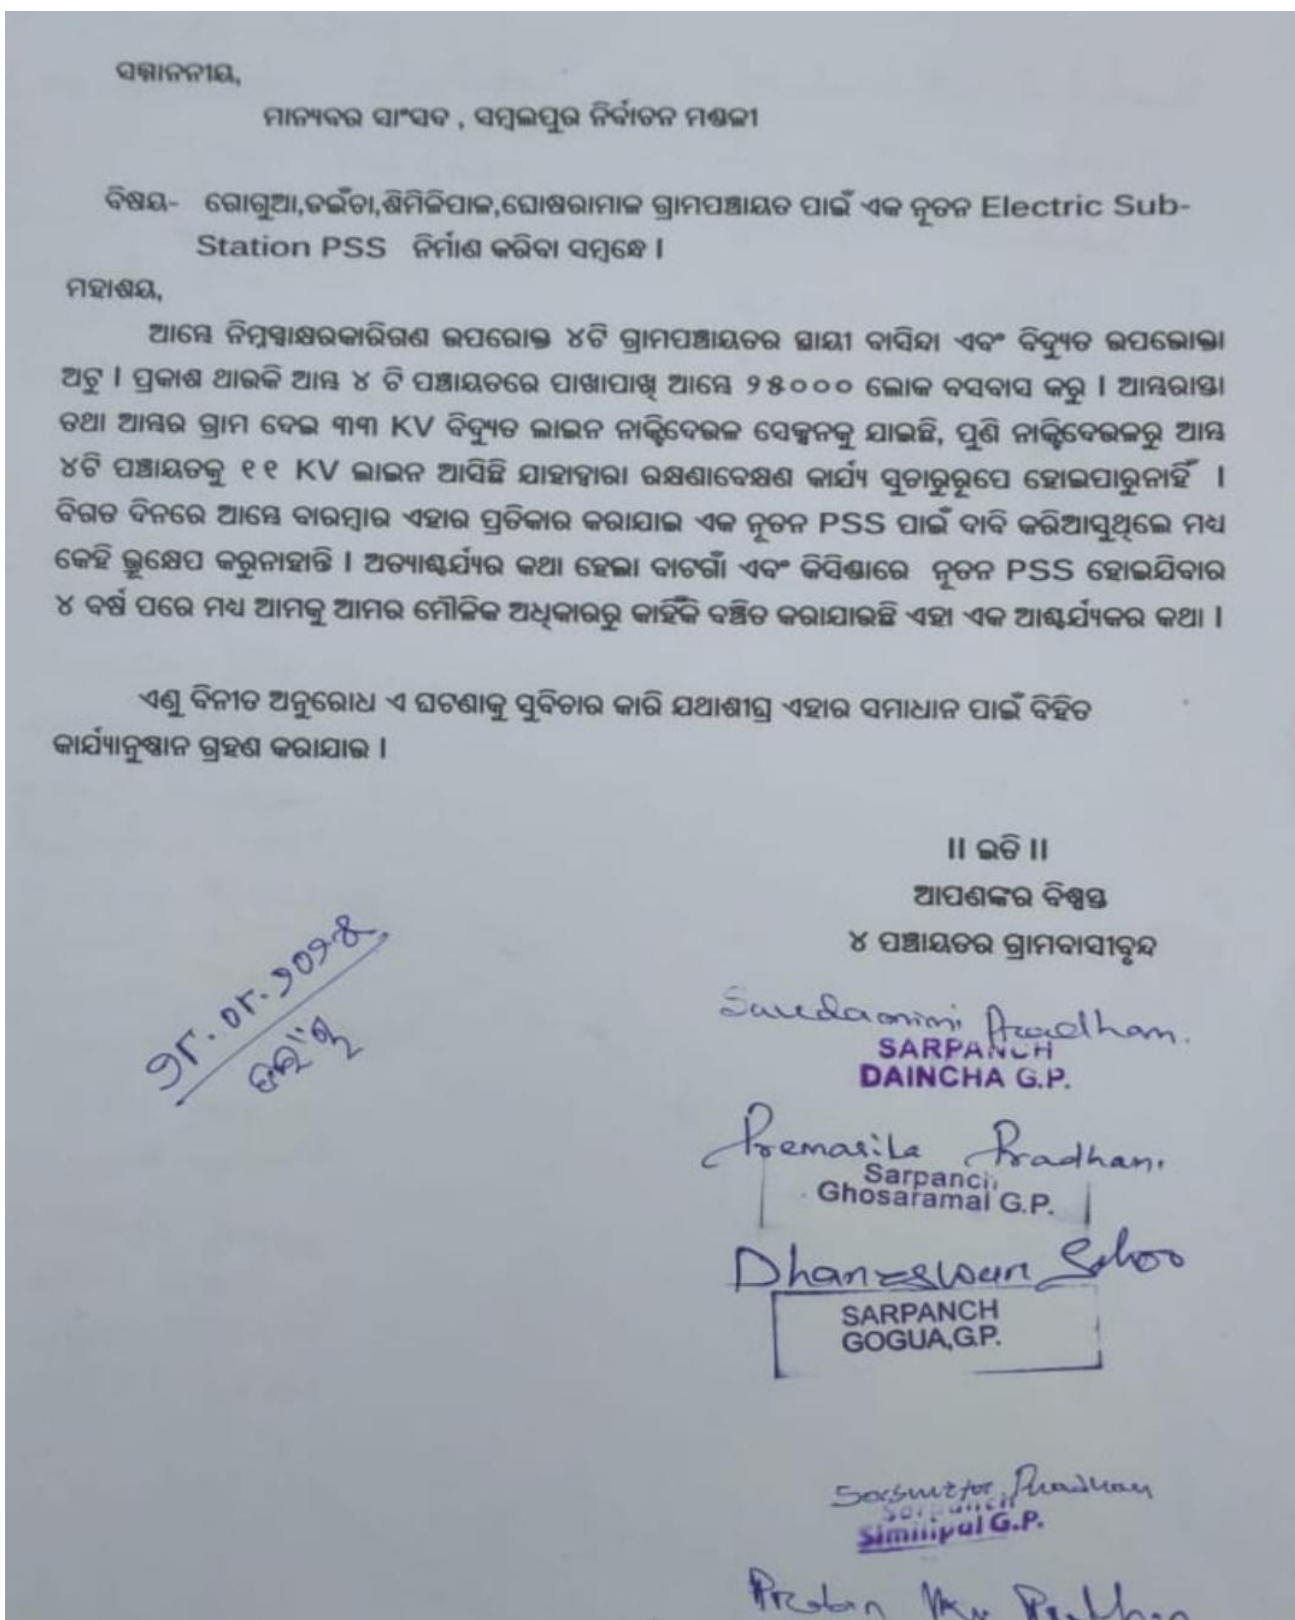 ସମ୍ମାନନୀୟ,
ମାନ୍ୟବର ସାଂସଦ , ସମ୍ବଲପୁର ନିର୍ବାଚନ ମଣ୍ଡଳୀ
ବିଷୟ- ଗୋଗୁଆ,ଡଇଁଚା,ଶିମିଳିପାଳ,ଘୋଷରାମାଳ ଗ୍ରାମପଞ୍ଚାୟତ ପାଇଁ ଏକ ନୂତନ Electric Sub-
Station PSS ନିର୍ମାଣ କରିବା ସମ୍ବନ୍ଧେ ।
ମହାଶୟ,
ଆମ୍ଭେ ନିମ୍ନସ୍ୱାକ୍ଷରକାରିଗଣ ଉପରୋକ୍ତ ୪ଟି ଗ୍ରାମପଞ୍ଚାୟତର ସ୍ଥାୟୀ ବାସିନ୍ଦା ଏବଂ ବିଦ୍ୟୁତ ଉପଭୋକ୍ତା
ଅଟୁ । ପ୍ରକାଶ ଥାଉକି ଆମ୍ଭ ୪ ଟି ପଞ୍ଚାୟତରେ ପାଖାପାଖି ଆମ୍ଭେ ୨୫୦୦୦ ଲୋକ ବସବାସ କରୁ । ଆମ୍ଭରାସ୍ତା
ତଥା ଆମ୍ଭର ଗ୍ରାମ ଦେଇ ୩୩ KV ବିଦ୍ୟୁତ ଲାଇନ ନାକ୍ଟିଦେଉଳ ସେକ୍ସନକୁ ଯାଇଛି, ପୁଣି ନାକ୍ଟିଦେଉଳରୁ ଆମ୍ଭ
୪ଟି ପଞ୍ଚାୟତକୁ ୧୧ KV ଲାଇନ ଆସିଛି ଯାହାଦ୍ୱାରା ରକ୍ଷଣାବେକ୍ଷଣ କାର୍ଯ୍ୟ ସୁଚାରୁରୂପେ ହୋଇପାରୁନାହିଁ ।
ବିଗତ ଦିନରେ ଆମ୍ଭେ ବାରମ୍ବାର ଏହାର ପ୍ରତିକାର କରାଯାଇ ଏକ ନୂତନ PSS ପାଇଁ ଦାବି କରିଆସୁଥିଲେ ମଧ୍ୟ
କେହି ଭୃକ୍ଷେପ କରୁନାହାନ୍ତି । ଅତ୍ୟାଶ୍ଚର୍ଯ୍ୟର କଥା ହେଲା ବାଟଗାଁ ଏବଂ କିସିଣ୍ଡାରେ ନୂତନ PSS ହୋଇଯିବାର
୪ ବର୍ଷ ପରେ ମଧ୍ୟ ଆମକୁ ଆମର ମୌଳିକ ଅଧିକାରରୁ କାହିଁକି ବଞ୍ଚିତ କରାଯାଉଛି ଏହା ଏକ ଆଶ୍ଚର୍ଯ୍ୟକର କଥା ।
ଏଣୁ ବିନୀତ ଅନୁରୋଧ ଏ ଘଟଣାକୁ ସୁବିଚାର କାରି ଯଥାଶୀଘ୍ର ଏହାର ସମାଧାନ ପାଇଁ ବିହିତ
କାର୍ଯ୍ୟାନୁଷ୍ଠାନ ଗ୍ରହଣ କରାଯାଉ ।
।। ଇତି ।।
ଆପଣଙ୍କର ବିଶ୍ୱସ୍ତ
୪ ପଞ୍ଚାୟତର ଗ୍ରାମବାସୀବୃନ୍ଦ
୨୮.୦୮.୨୦୨୫
Saudamini Pradhan.
SARPANCH
DAINCHA G.P.
Premasila Pradhan.
Sarpanch
Ghosaramal G.P.
Dhaneswar Sahoo
SARPANCH
GOGUA,G.P.
Pradhan
Sarpanch
Similipal G.P.